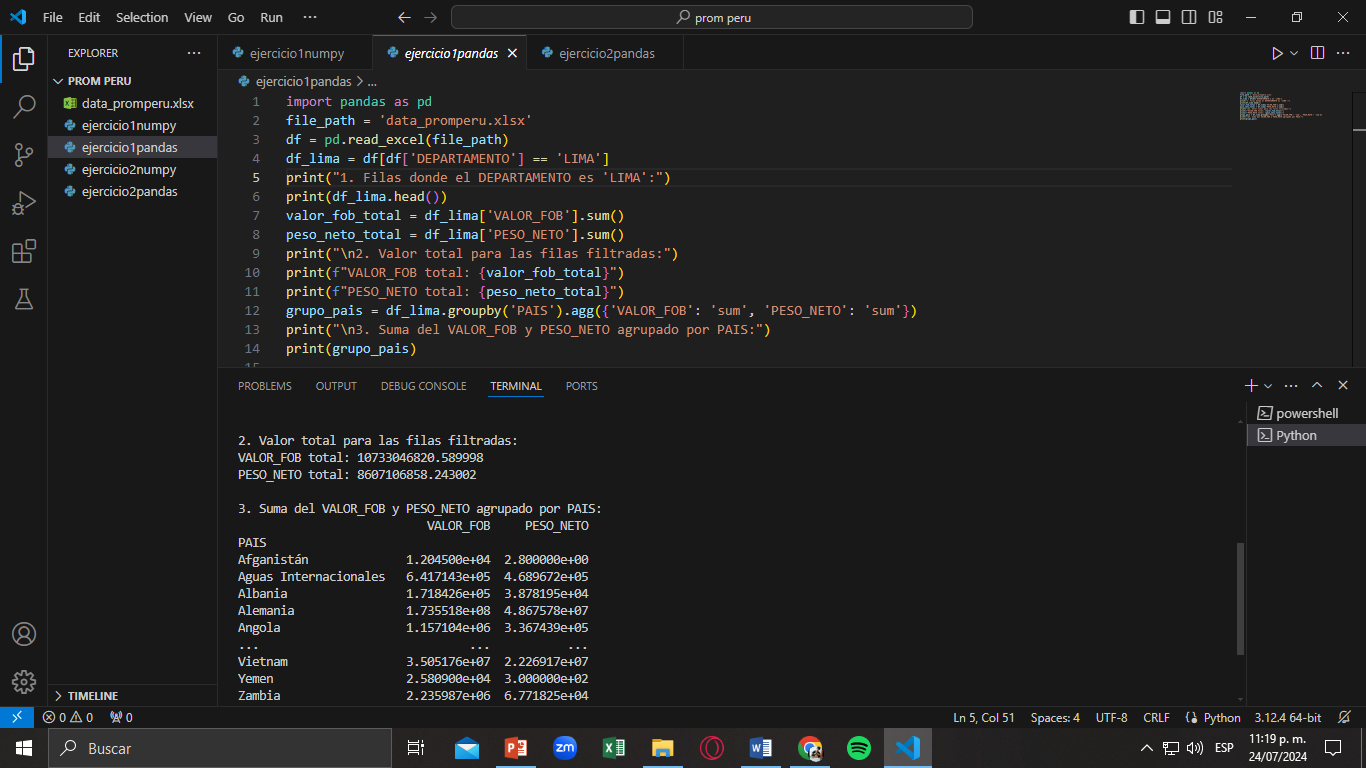 File Edit Selection View Go Run ··· prom peru
EXPLORER ···
PROM PERU
data_promperu.xlsx
ejercicio1numpy
ejercicio1pandas
ejercicio2numpy
ejercicio2pandas
TIMELINE
ejercicio1numpy ejercicio1pandas ejercicio2pandas
ejercicio1pandas > ...
1 import pandas as pd
2 file_path = 'data_promperu.xlsx'
3 df = pd.read_excel(file_path)
4 df_lima = df[df['DEPARTAMENTO'] == 'LIMA']
5 print("1. Filas donde el DEPARTAMENTO es 'LIMA':")
6 print(df_lima.head())
7 valor_fob_total = df_lima['VALOR_FOB'].sum()
8 peso_neto_total = df_lima['PESO_NETO'].sum()
9 print("\n2. Valor total para las filas filtradas:")
10 print(f"VALOR_FOB total: {valor_fob_total}")
11 print(f"PESO_NETO total: {peso_neto_total}")
12 grupo_pais = df_lima.groupby('PAIS').agg({'VALOR_FOB': 'sum', 'PESO_NETO': 'sum'})
13 print("\n3. Suma del VALOR_FOB y PESO_NETO agrupado por PAIS:")
14 print(grupo_pais)
15
PROBLEMS OUTPUT DEBUG CONSOLE TERMINAL PORTS
powershell
Python
2. Valor total para las filas filtradas:
VALOR_FOB total: 10733046820.589998
PESO_NETO total: 8607106858.243002
3. Suma del VALOR_FOB y PESO_NETO agrupado por PAIS:
VALOR_FOB PESO_NETO
PAIS
Afganistán 1.204500e+04 2.800000e+00
Aguas Internacionales 6.417143e+05 4.689672e+05
Albania 1.718426e+05 3.878195e+04
Alemania 1.735518e+08 4.867578e+07
Angola 1.157104e+06 3.367439e+05
... ... ...
Vietnam 3.505176e+07 2.226917e+07
Yemen 2.580900e+04 3.000000e+02
Zambia 2.235987e+06 6.771825e+04
0 0 0 Ln 5, Col 51 Spaces: 4 UTF-8 CRLF Python 3.12.4 64-bit
Buscar ESP 11:19 p. m.
24/07/2024